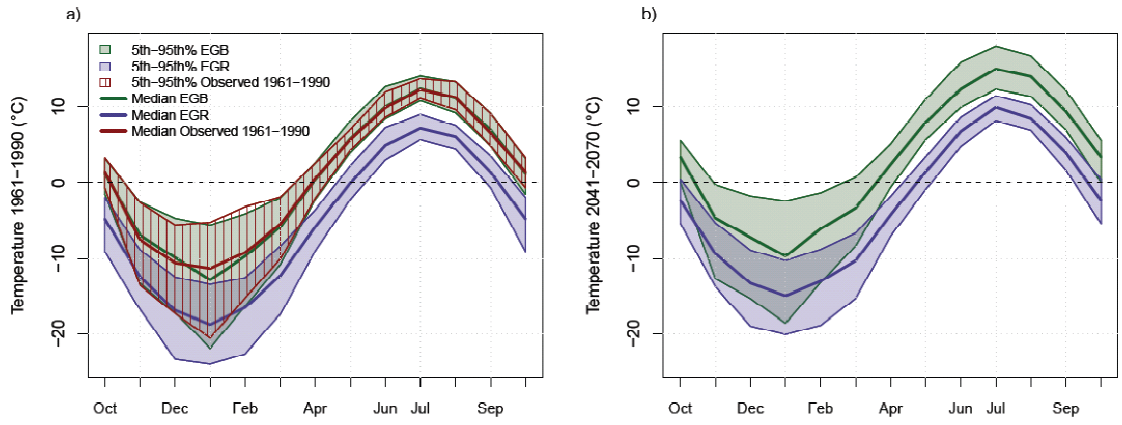 a)
5th–95th% EGB
5th–95th% EGR
5th–95th% Observed 1961–1990
Median EGB
Median EGR
Median Observed 1961–1990
Temperature 1961–1990 (°C)
10
0
−10
−20
Oct Dec Feb Apr Jun Jul Sep
b)
Temperature 2041–2070 (°C)
10
0
−10
−20
Oct Dec Feb Apr Jun Jul Sep